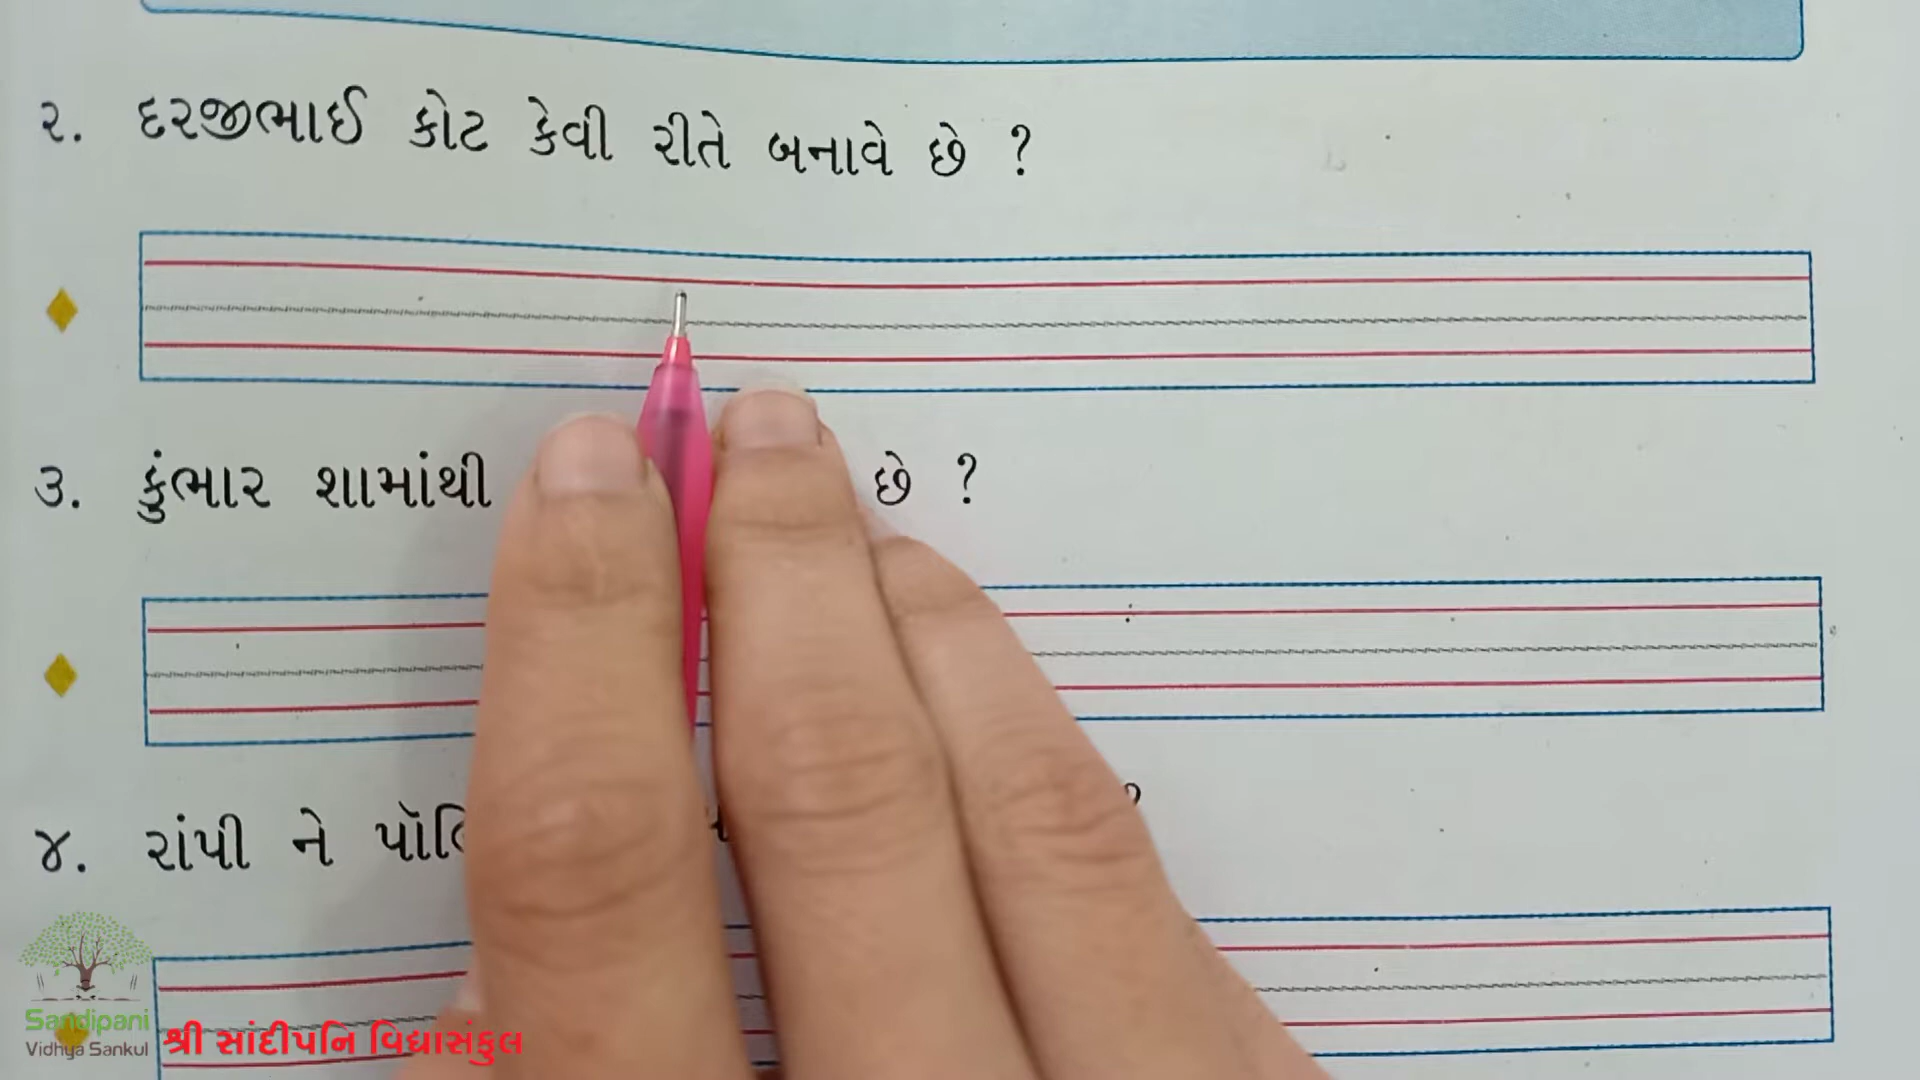 ૨. દરજીભાઈ કોટ કેવી રીતે બનાવે છે ?
૩. કુંભાર શામાંથી છે ?
૪. રાંપી ને
Sandipani
Vidhya Sankul
શ્રી સાંદીપનિ વિદ્યાસંકુલ